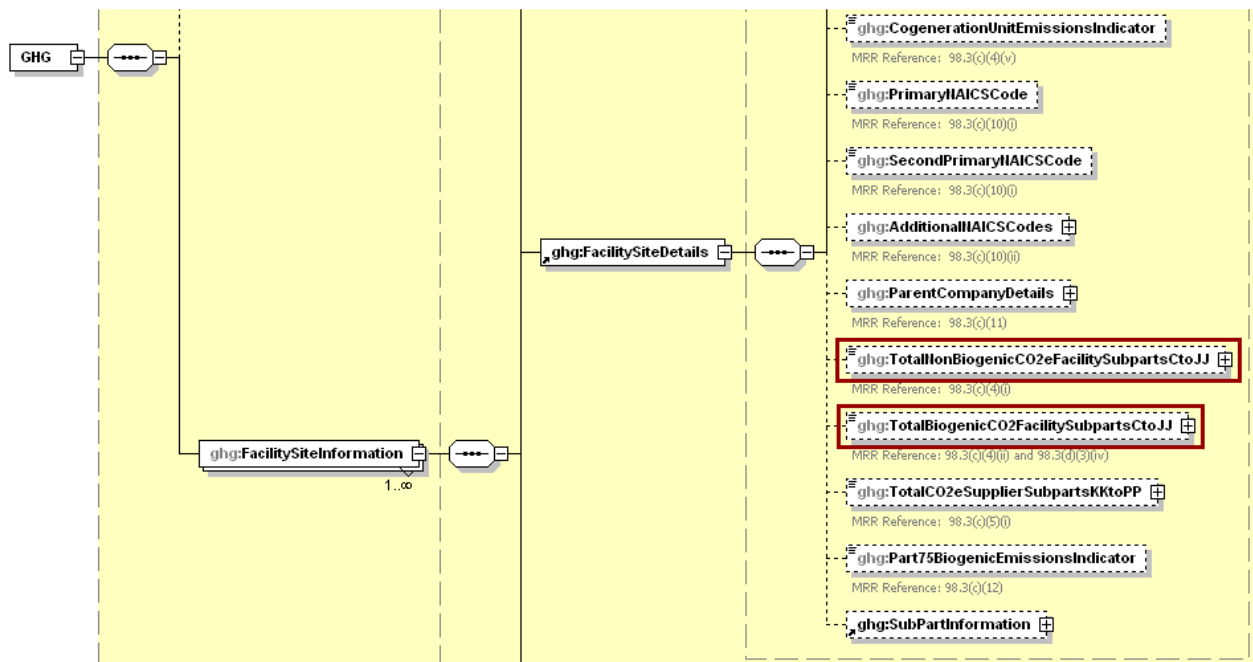 ghg:CogenerationUnitEmissionsIndicator
GHG
MRR Reference: 98.3(c)(4)(v)
ghg:PrimaryNAICSCode
MRR Reference: 98.3(c)(10)(i)
ghg:SecondPrimaryNAICSCode
MRR Reference: 98.3(c)(10)(i)
ghg:AdditionalNAICSCodes
ghg:FacilitySiteDetails
MRR Reference: 98.3(c)(10)(ii)
ghg:ParentCompanyDetails
MRR Reference: 98.3(c)(11)
ghg:TotalNonBiogenicCO2eFacilitySubpartsCtoJJ
MRR Reference: 98.3(c)(4)(i)
ghg:TotalBiogenicCO2FacilitySubpartsCtoJJ
ghg:FacilitySiteInformation
MRR Reference: 98.3(c)(4)(ii) and 98.3(d)(3)(iv)
1..∞
ghg:TotalCO2eSupplierSubpartsKKtoPP
MRR Reference: 98.3(c)(5)(i)
ghg:Part75BiogenicEmissionsIndicator
MRR Reference: 98.3(c)(12)
ghg:SubPartInformation